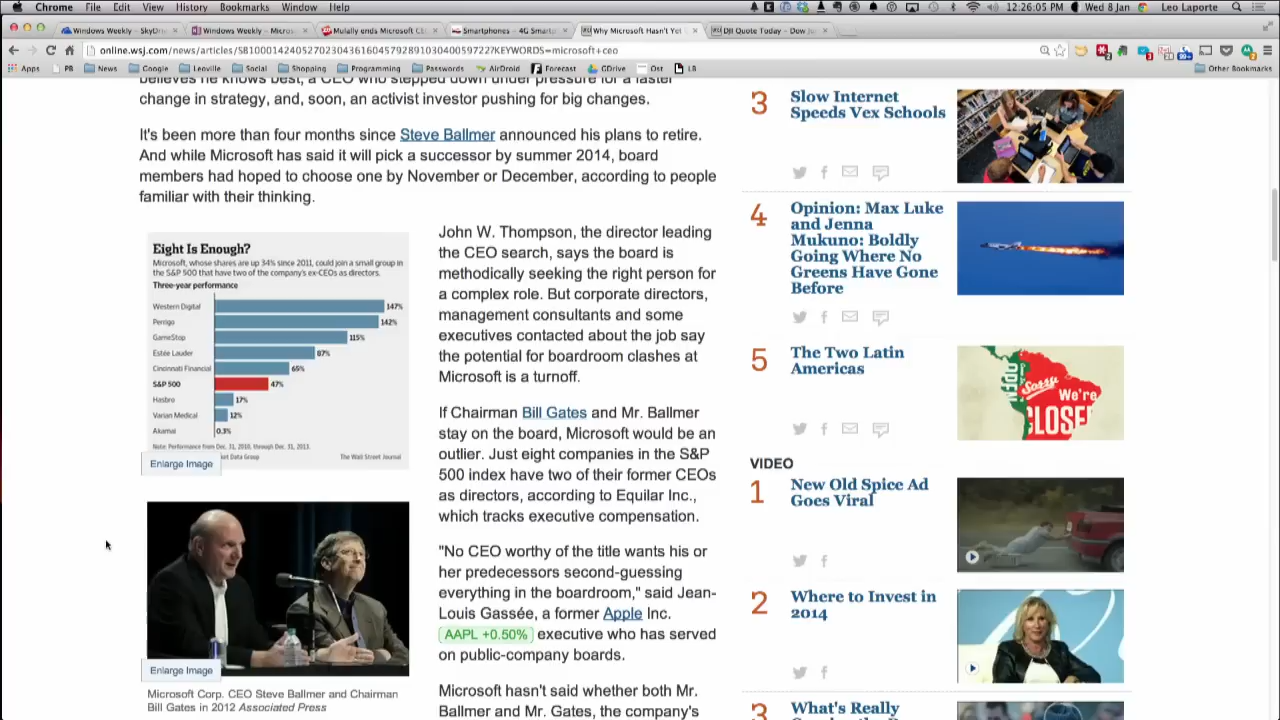 Chrome File Edit View History Bookmarks Window Help
12:26:05 PM Wed 8 Jan Leo Laporte
Windows Weekly - SkyDriv
Windows Weekly - Micros
Mulally ends Microsoft CE
Smartphones - 4G Smartp
Why Microsoft Hasn't Yet
DJI Quote Today - Dow Jo
online.wsj.com/news/articles/SB10001424052702304361604579289103040059722?KEYWORDS=microsoft+ceo
Apps PB News Google Leoville Social Shopping Programming Passwords AirDroid Forecast GDrive Ost LB Other Bookmarks
believes he knows best, a CEO who stepped down under pressure for a faster
change in strategy, and, soon, an activist investor pushing for big changes.
It's been more than four months since Steve Ballmer announced his plans to retire.
And while Microsoft has said it will pick a successor by summer 2014, board
members had hoped to choose one by November or December, according to people
familiar with their thinking.
Eight Is Enough?
Microsoft, whose shares are up 34% since 2011, could join a small group in
the S&P 500 that have two of the company's ex-CEOs as directors.
Three-year performance
Western Digital 147%
Perrigo 142%
GameStop 115%
Estée Lauder 87%
Cincinnati Financial 65%
S&P 500 47%
Hasbro 17%
Varian Medical 12%
Akamai 0.3%
Note: Performance from Dec. 31, 2010, through Dec. 31, 2013.
ket Data Group The Wall Street Journal
Enlarge Image
John W. Thompson, the director leading
the CEO search, says the board is
methodically seeking the right person for
a complex role. But corporate directors,
management consultants and some
executives contacted about the job say
the potential for boardroom clashes at
Microsoft is a turnoff.
If Chairman Bill Gates and Mr. Ballmer
stay on the board, Microsoft would be an
outlier. Just eight companies in the S&P
500 index have two of their former CEOs
as directors, according to Equilar Inc.,
which tracks executive compensation.
"No CEO worthy of the title wants his or
her predecessors second-guessing
everything in the boardroom," said Jean-
Louis Gassée, a former Apple Inc.
AAPL +0.50% executive who has served
on public-company boards.
Microsoft hasn't said whether both Mr.
Ballmer and Mr. Gates, the company's
Enlarge Image
Microsoft Corp. CEO Steve Ballmer and Chairman
Bill Gates in 2012 Associated Press
3
Slow Internet
Speeds Vex Schools
4
Opinion: Max Luke
and Jenna
Mukuno: Boldly
Going Where No
Greens Have Gone
Before
5
The Two Latin
Americas
Sorry
We're
CLOSED
OPEN
VIDEO
1
New Old Spice Ad
Goes Viral
2
Where to Invest in
2014
3
What's Really